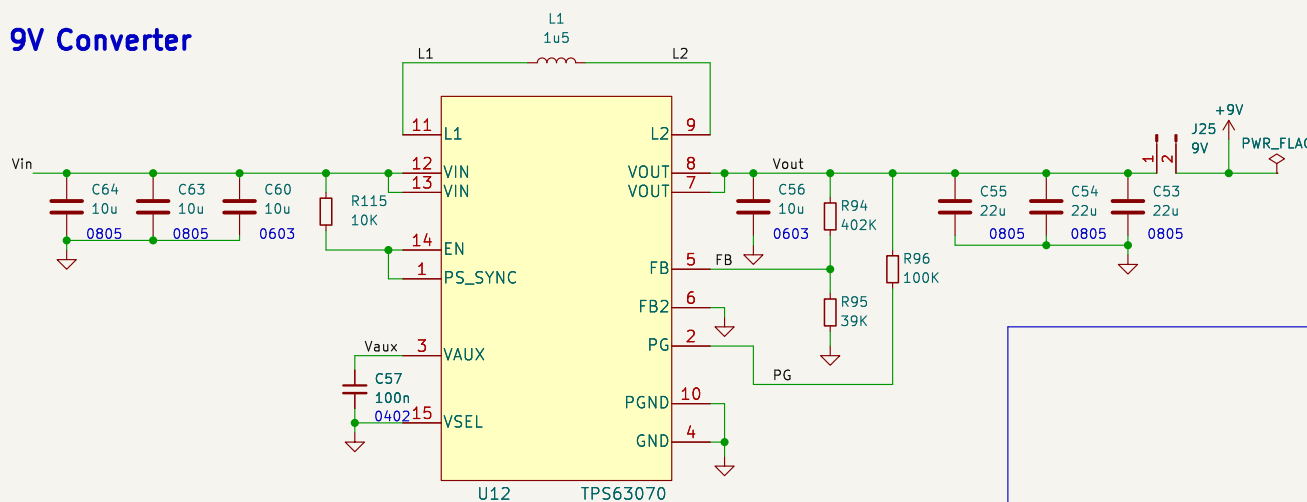 9V Converter
L1
1u5
L1
L2
11
L1
L2
9
Vin
12
VIN
13
VIN
VOUT
8
VOUT
7
Vout
C64
10u
0805
C63
10u
0805
C60
10u
0603
R115
10K
14
EN
1
PS_SYNC
FB
5
FB
FB2
6
PG
2
PG
C56
10u
0603
R94
402K
R95
39K
R96
100K
C55
22u
0805
C54
22u
0805
C53
22u
0805
J25
9V
1
2
+9V
PWR_FLAG
Vaux
3
VAUX
C57
100n
0402
15
VSEL
PGND
10
GND
4
U12
TPS63070